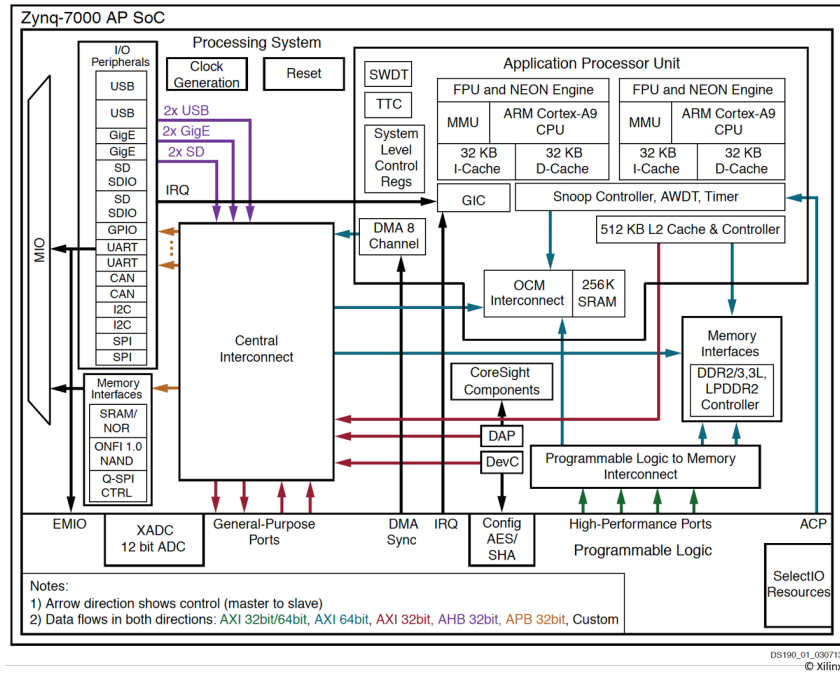 Zynq-7000 AP SoC
I/O
Peripherals
USB
USB
GigE
GigE
SD
SDIO
SD
SDIO
GPIO
UART
UART
CAN
CAN
I2C
I2C
SPI
SPI
MIO
Memory
Interfaces
SRAM/
NOR
ONFI 1.0
NAND
Q-SPI
CTRL
Processing System
Clock
Generation
Reset
2x USB
2x GigE
2x SD
IRQ
Central
Interconnect
SWDT
TTC
System
Level
Control
Regs
DMA 8
Channel
Application Processor Unit
FPU and NEON Engine
MMU
ARM Cortex-A9
CPU
32 KB
I-Cache
32 KB
D-Cache
FPU and NEON Engine
MMU
ARM Cortex-A9
CPU
32 KB
I-Cache
32 KB
D-Cache
GIC
Snoop Controller, AWDT, Timer
512 KB L2 Cache & Controller
OCM
Interconnect
256K
SRAM
Memory
Interfaces
DDR2/3,3L,
LPDDR2
Controller
CoreSight
Components
DAP
DevC
Programmable Logic to Memory
Interconnect
EMIO
XADC
12 bit ADC
General-Purpose
Ports
DMA
Sync
IRQ
Config
AES/
SHA
High-Performance Ports
ACP
Programmable Logic
SelectIO
Resources
Notes:
1) Arrow direction shows control (master to slave)
2) Data flows in both directions: AXI 32bit/64bit, AXI 64bit, AXI 32bit, AHB 32bit, APB 32bit, Custom
DS190_01_030713
© Xilinx